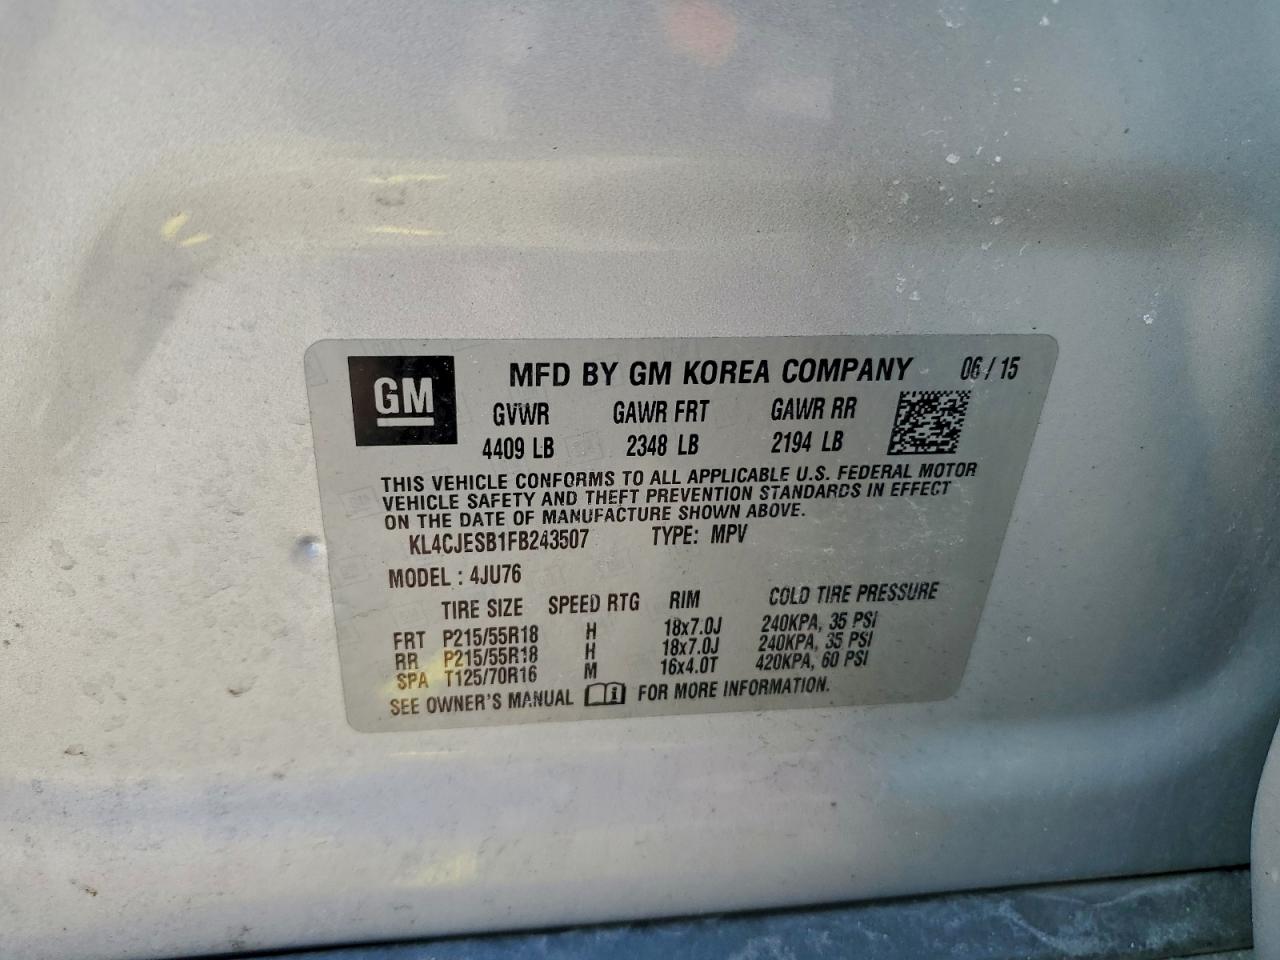 GM
MFD BY GM KOREA COMPANY 06 / 15
GVWR GAWR FRT GAWR RR
4409 LB 2348 LB 2194 LB
THIS VEHICLE CONFORMS TO ALL APPLICABLE U.S. FEDERAL MOTOR
VEHICLE SAFETY AND THEFT PREVENTION STANDARDS IN EFFECT
ON THE DATE OF MANUFACTURE SHOWN ABOVE.
KL4CJESB1FB243507 TYPE: MPV
MODEL : 4JU76
TIRE SIZE SPEED RTG RIM COLD TIRE PRESSURE
FRT P215/55R18 H 18x7.0J 240KPA, 35 PSI
RR P215/55R18 H 18x7.0J 240KPA, 35 PSI
SPA T125/70R16 M 16x4.0T 420KPA, 60 PSI
SEE OWNER'S MANUAL FOR MORE INFORMATION.